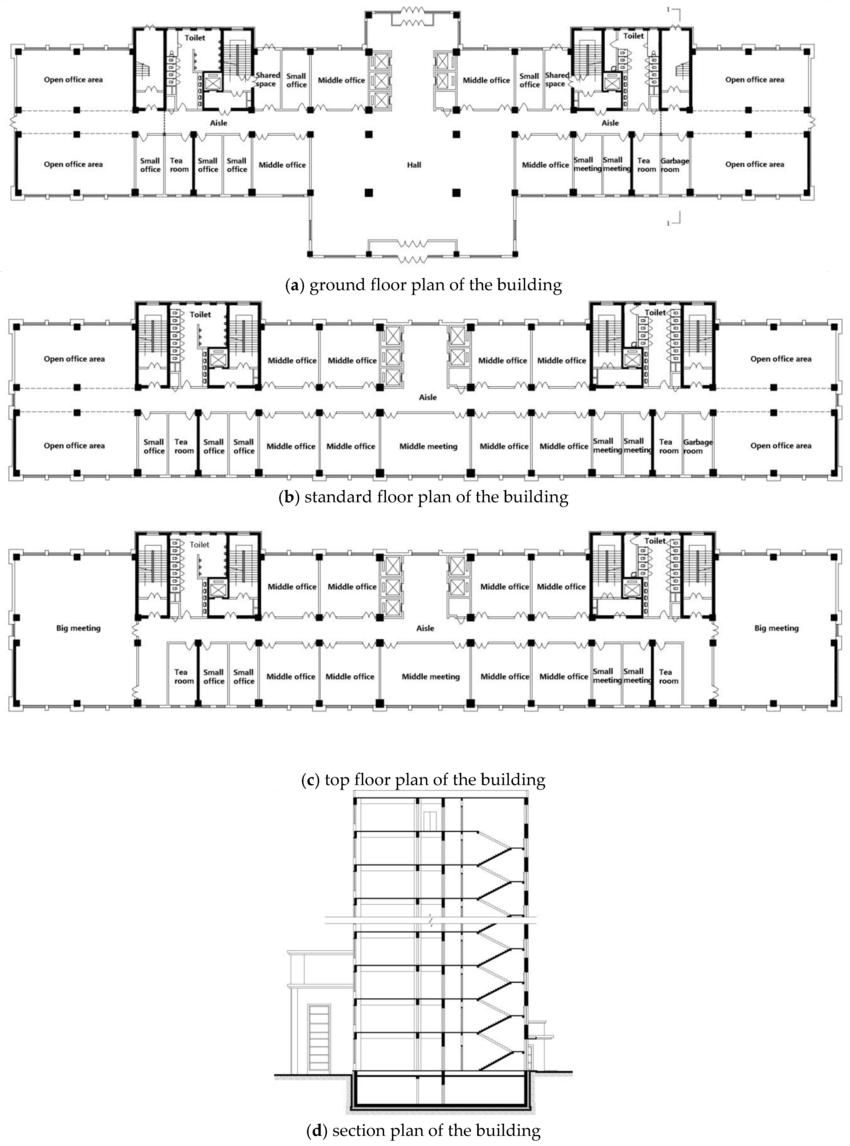 1
Toilet
Toilet
Open office area
Shared space
Small office
Middle office
Middle office
Small office
Shared space
Open office area
Aisle
Aisle
Open office area
Small office
Tea room
Small office
Small office
Middle office
Hall
Middle office
Small meeting
Small meeting
Tea room
Garbage room
Open office area
1
(a) ground floor plan of the building
Toilet
Toilet
Open office area
Middle office
Middle office
Middle office
Middle office
Open office area
Aisle
Open office area
Small office
Tea room
Small office
Small office
Middle office
Middle office
Middle meeting
Middle office
Middle office
Small meeting
Small meeting
Tea room
Garbage room
Open office area
(b) standard floor plan of the building
Toilet
Toilet
Middle office
Middle office
Middle office
Middle office
Big meeting
Aisle
Big meeting
Tea room
Small office
Small office
Middle office
Middle office
Middle meeting
Middle office
Middle office
Small meeting
Small meeting
Tea room
(c) top floor plan of the building
(d) section plan of the building